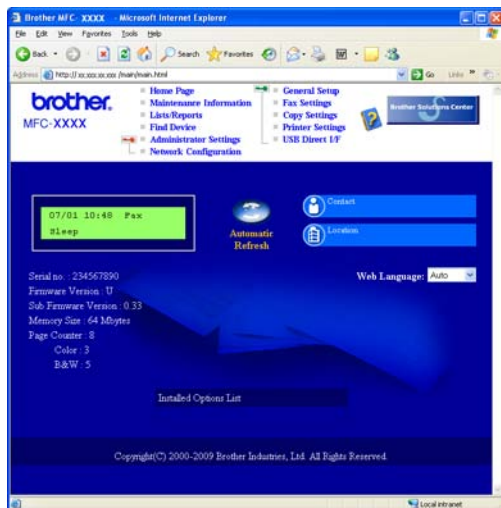 Brother MFC- XXXX - Microsoft Internet Explorer
File Edit View Favorites Tools Help
Back Search Favorites
Address http:// xx.xxx.xx.xxx /main/main.html Go Links
brother.
MFC-XXXX
Home Page
Maintenance Information
Lists/Reports
Find Device
Administrator Settings
Network Configuration
General Setup
Fax Settings
Copy Settings
Printer Settings
USB Direct I/F
Brother Solutions Center
07/01 10:48 Fax
Sleep
Automatic
Refresh
Contact
Location
Serial no. : 234567890
Firmware Version : U
Sub Firmware Version : 0.33
Memory Size : 64 Mbytes
Page Counter : 8
Color : 3
B&W : 5
Web Language: Auto
Installed Options List
Copyright(C) 2000-2009 Brother Industries, Ltd. All Rights Reserved.
Local intranet